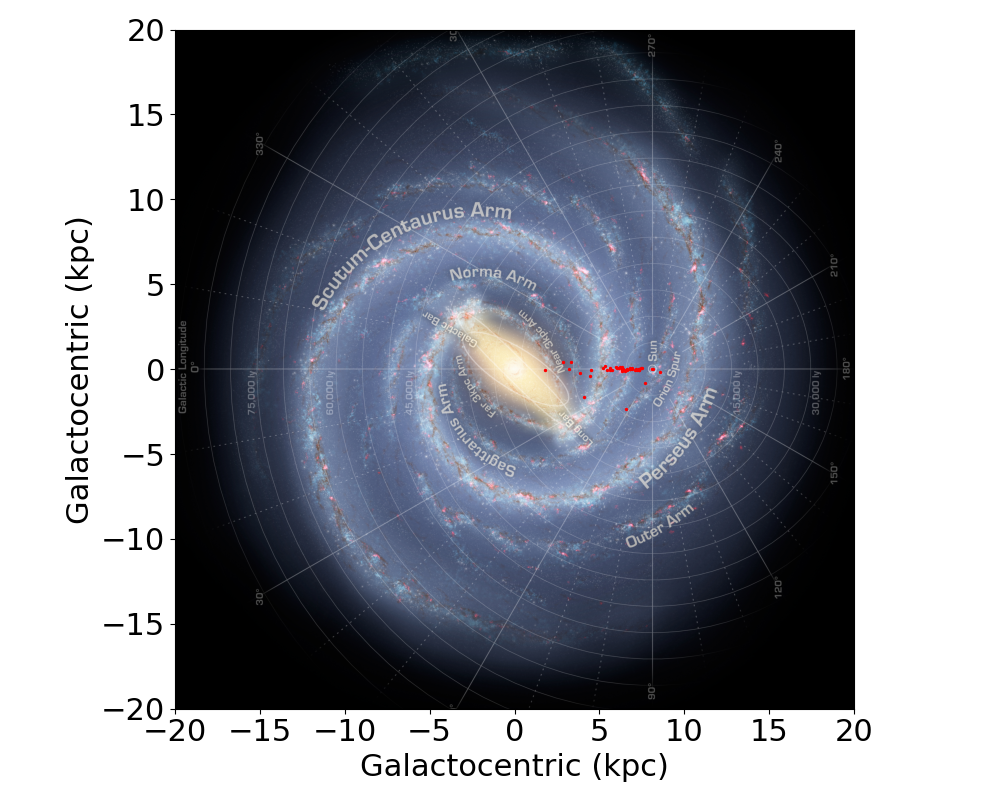 20
15
10
5
0
−5
−10
−15
−20
−20
−15
−10
−5
0
5
10
15
20
Galactocentric (kpc)
Galactocentric (kpc)
30
270°
330°
240°
210°
Scutum-Centaurus Arm
Norma Arm
Galactic Bar
Near 3kpc Arm
Sun
Orion Spur
Galactic Longitude
0°
180°
75,000 ly
60,000 ly
45,000 ly
15,000 ly
30,000 ly
Far 3kpc Arm
Sagittarius Arm
Long Bar
Perseus Arm
Outer Arm
150°
120°
90°
30°